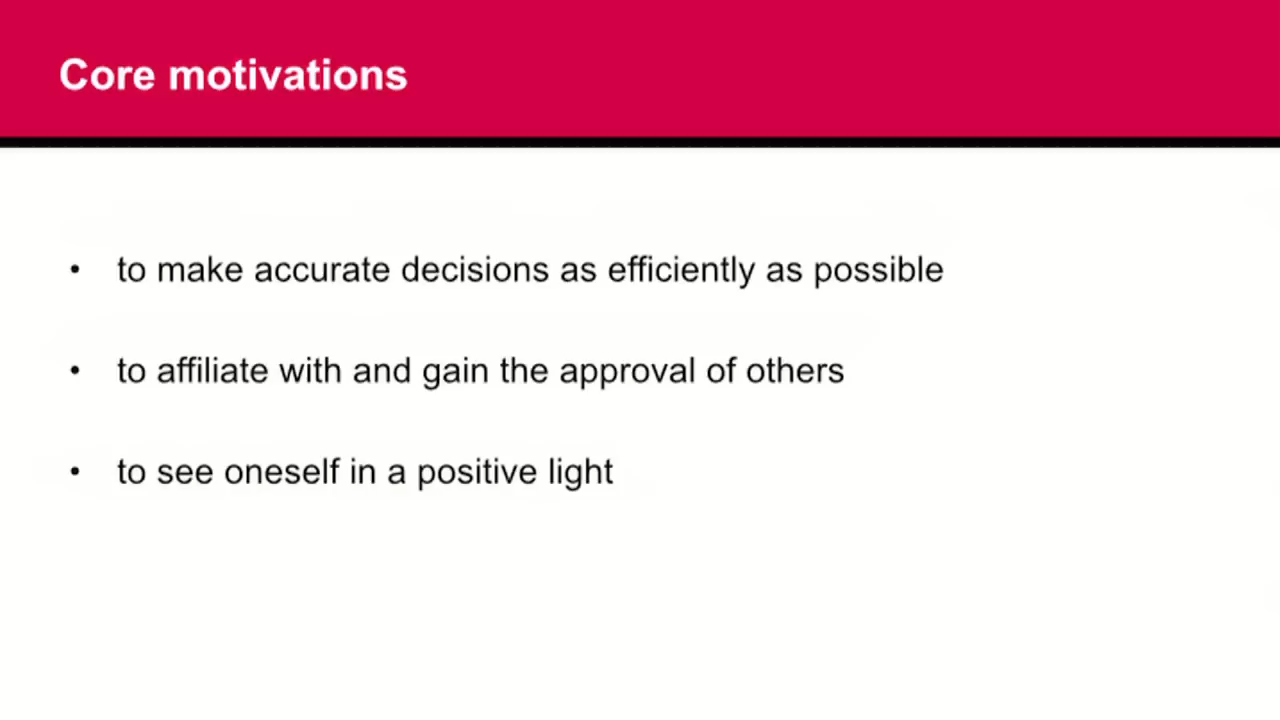 Core motivations
• to make accurate decisions as efficiently as possible
• to affiliate with and gain the approval of others
• to see oneself in a positive light